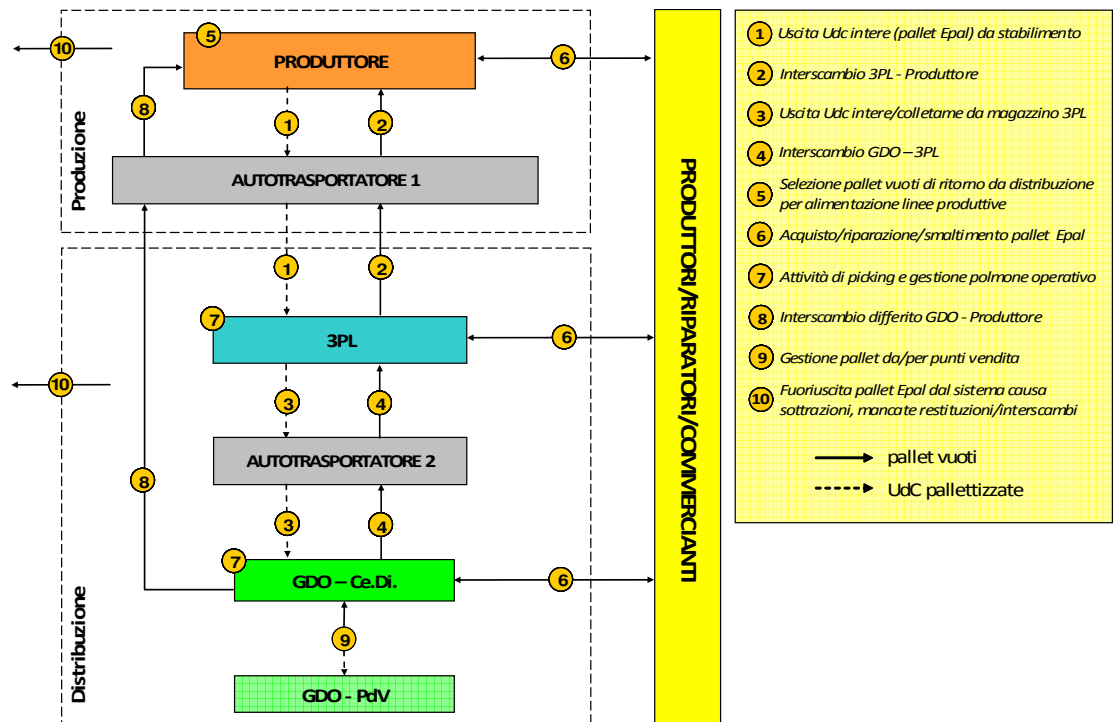 10
5
PRODUTTORE
6
8
1
2
AUTOTRASPORTATORE 1
Produzione
1
2
7
3PL
6
10
3
4
AUTOTRASPORTATORE 2
8
3
4
7
GDO – Ce.Di.
6
9
GDO - PdV
Distribuzione
PRODUTTORI/RIPARATORI/COMMERCIANTI
1 Uscita Udc intere (pallet Epal) da stabilimento
2 Interscambio 3PL - Produttore
3 Uscita Udc intere/colletame da magazzino 3PL
4 Interscambio GDO – 3PL
5 Selezione pallet vuoti di ritorno da distribuzione
per alimentazione linee produttive
6 Acquisto/riparazione/smaltimento pallet Epal
7 Attività di picking e gestione polmone operativo
8 Interscambio differito GDO - Produttore
9 Gestione pallet da/per punti vendita
10 Fuoriuscita pallet Epal dal sistema causa
sottrazioni, mancate restituzioni/interscambi
pallet vuoti
UdC pallettizzate